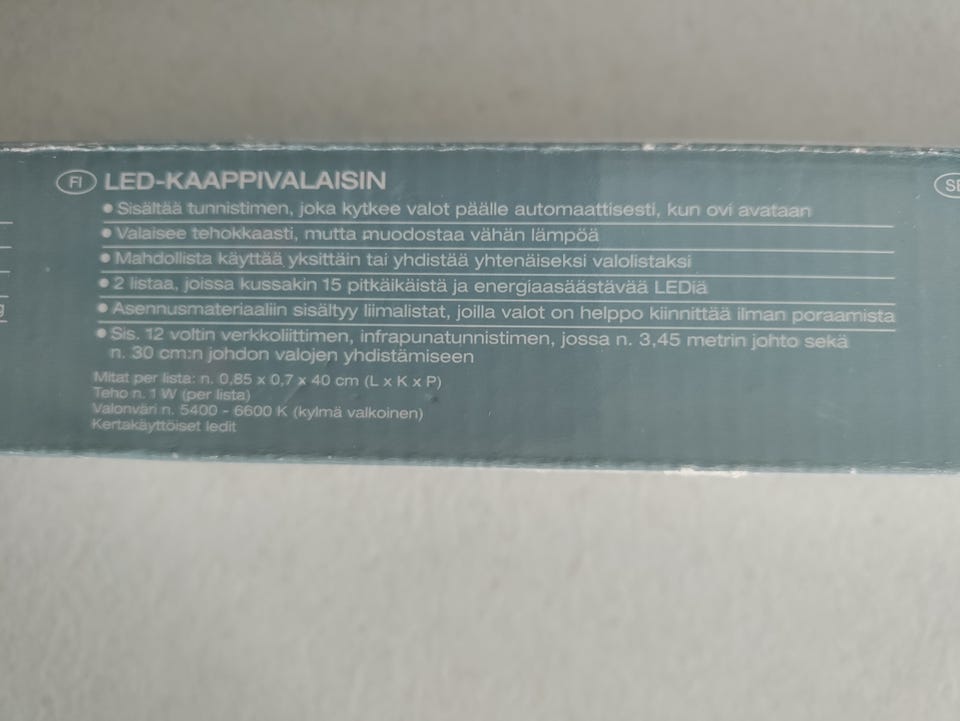 FI LED-KAAPPIVALAISIN
• Sisältää tunnistimen, joka kytkee valot päälle automaattisesti, kun ovi avataan
• Valaisee tehokkaasti, mutta muodostaa vähän lämpöä
• Mahdollista käyttää yksittäin tai yhdistää yhtenäiseksi valolistaksi
• 2 listaa, joissa kussakin 15 pitkäikäistä ja energiaasäästävää LEDiä
• Asennusmateriaaliin sisältyy liimalistat, joilla valot on helppo kiinnittää ilman poraamista
• Sis. 12 voltin verkkoliittimen, infrapunatunnistimen, jossa n. 3,45 metrin johto sekä
n. 30 cm:n johdon valojen yhdistämiseen
Mitat per lista: n. 0,85 x 0,7 x 40 cm (L x K x P)
Teho n. 1 W (per lista)
Valonväri n. 5400 - 6600 K (kylmä valkoinen)
Kertakäyttöiset ledit